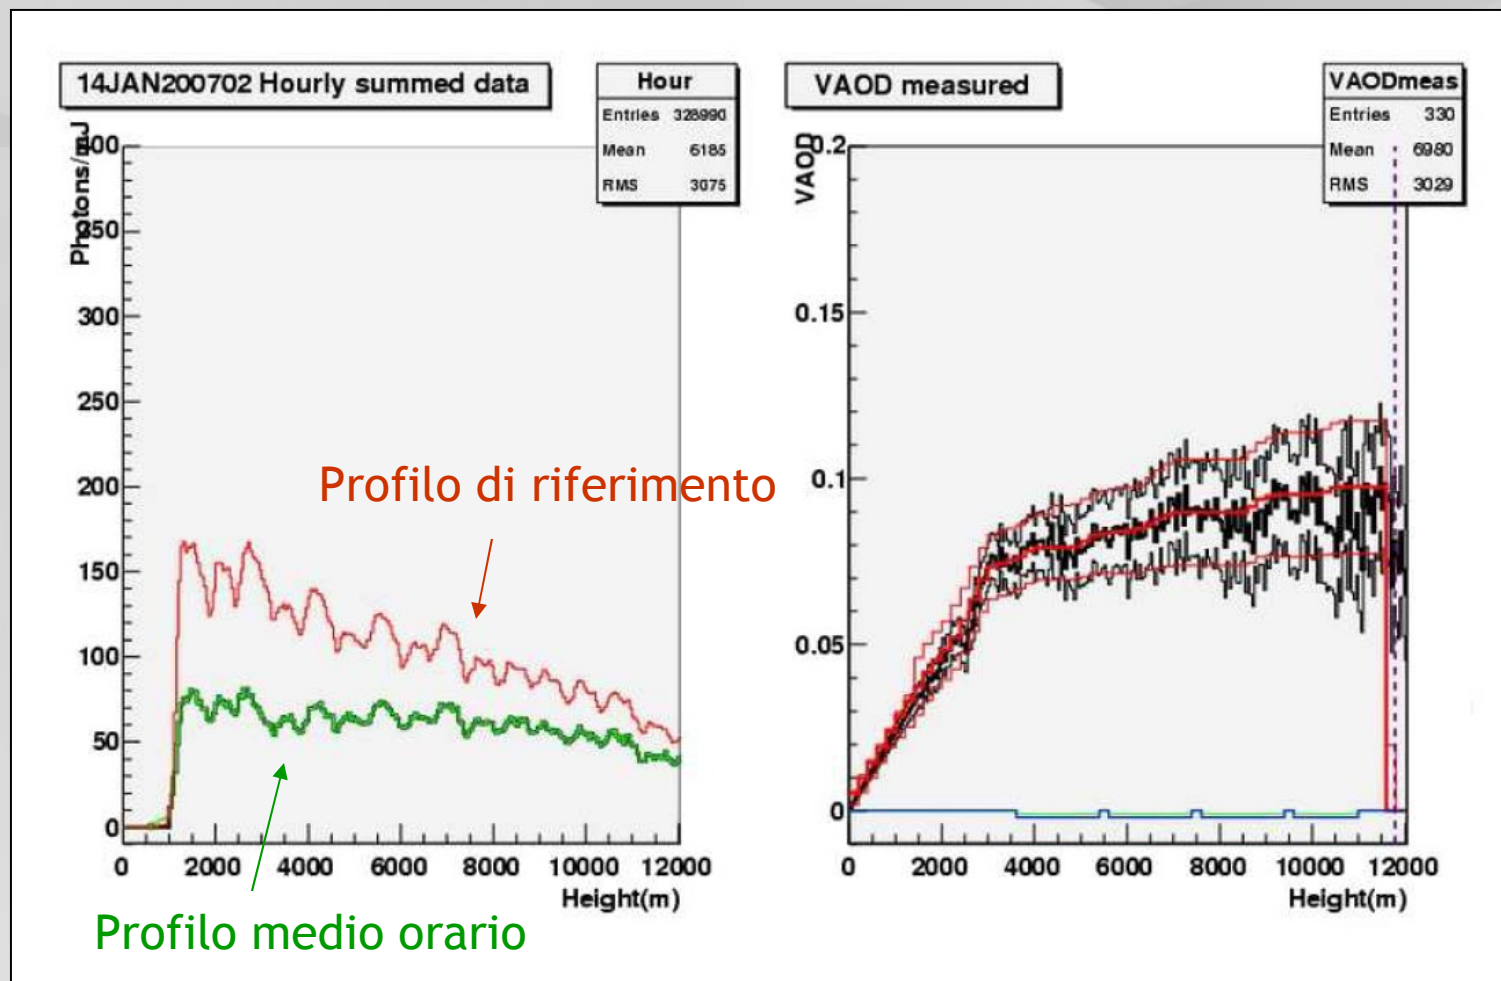 14JAN200702 Hourly summed data
Hour
Entries 328990
Mean 6185
RMS 3075
Photons/mJ
400
350
300
250
200
150
100
50
0
0 2000 4000 6000 8000 10000 12000
Height(m)
Profilo di riferimento
Profilo medio orario
VAOD measured
VAODmeas
Entries 330
Mean 6980
RMS 3029
VAOD
0.2
0.15
0.1
0.05
0
0 2000 4000 6000 8000 10000 12000
Height(m)